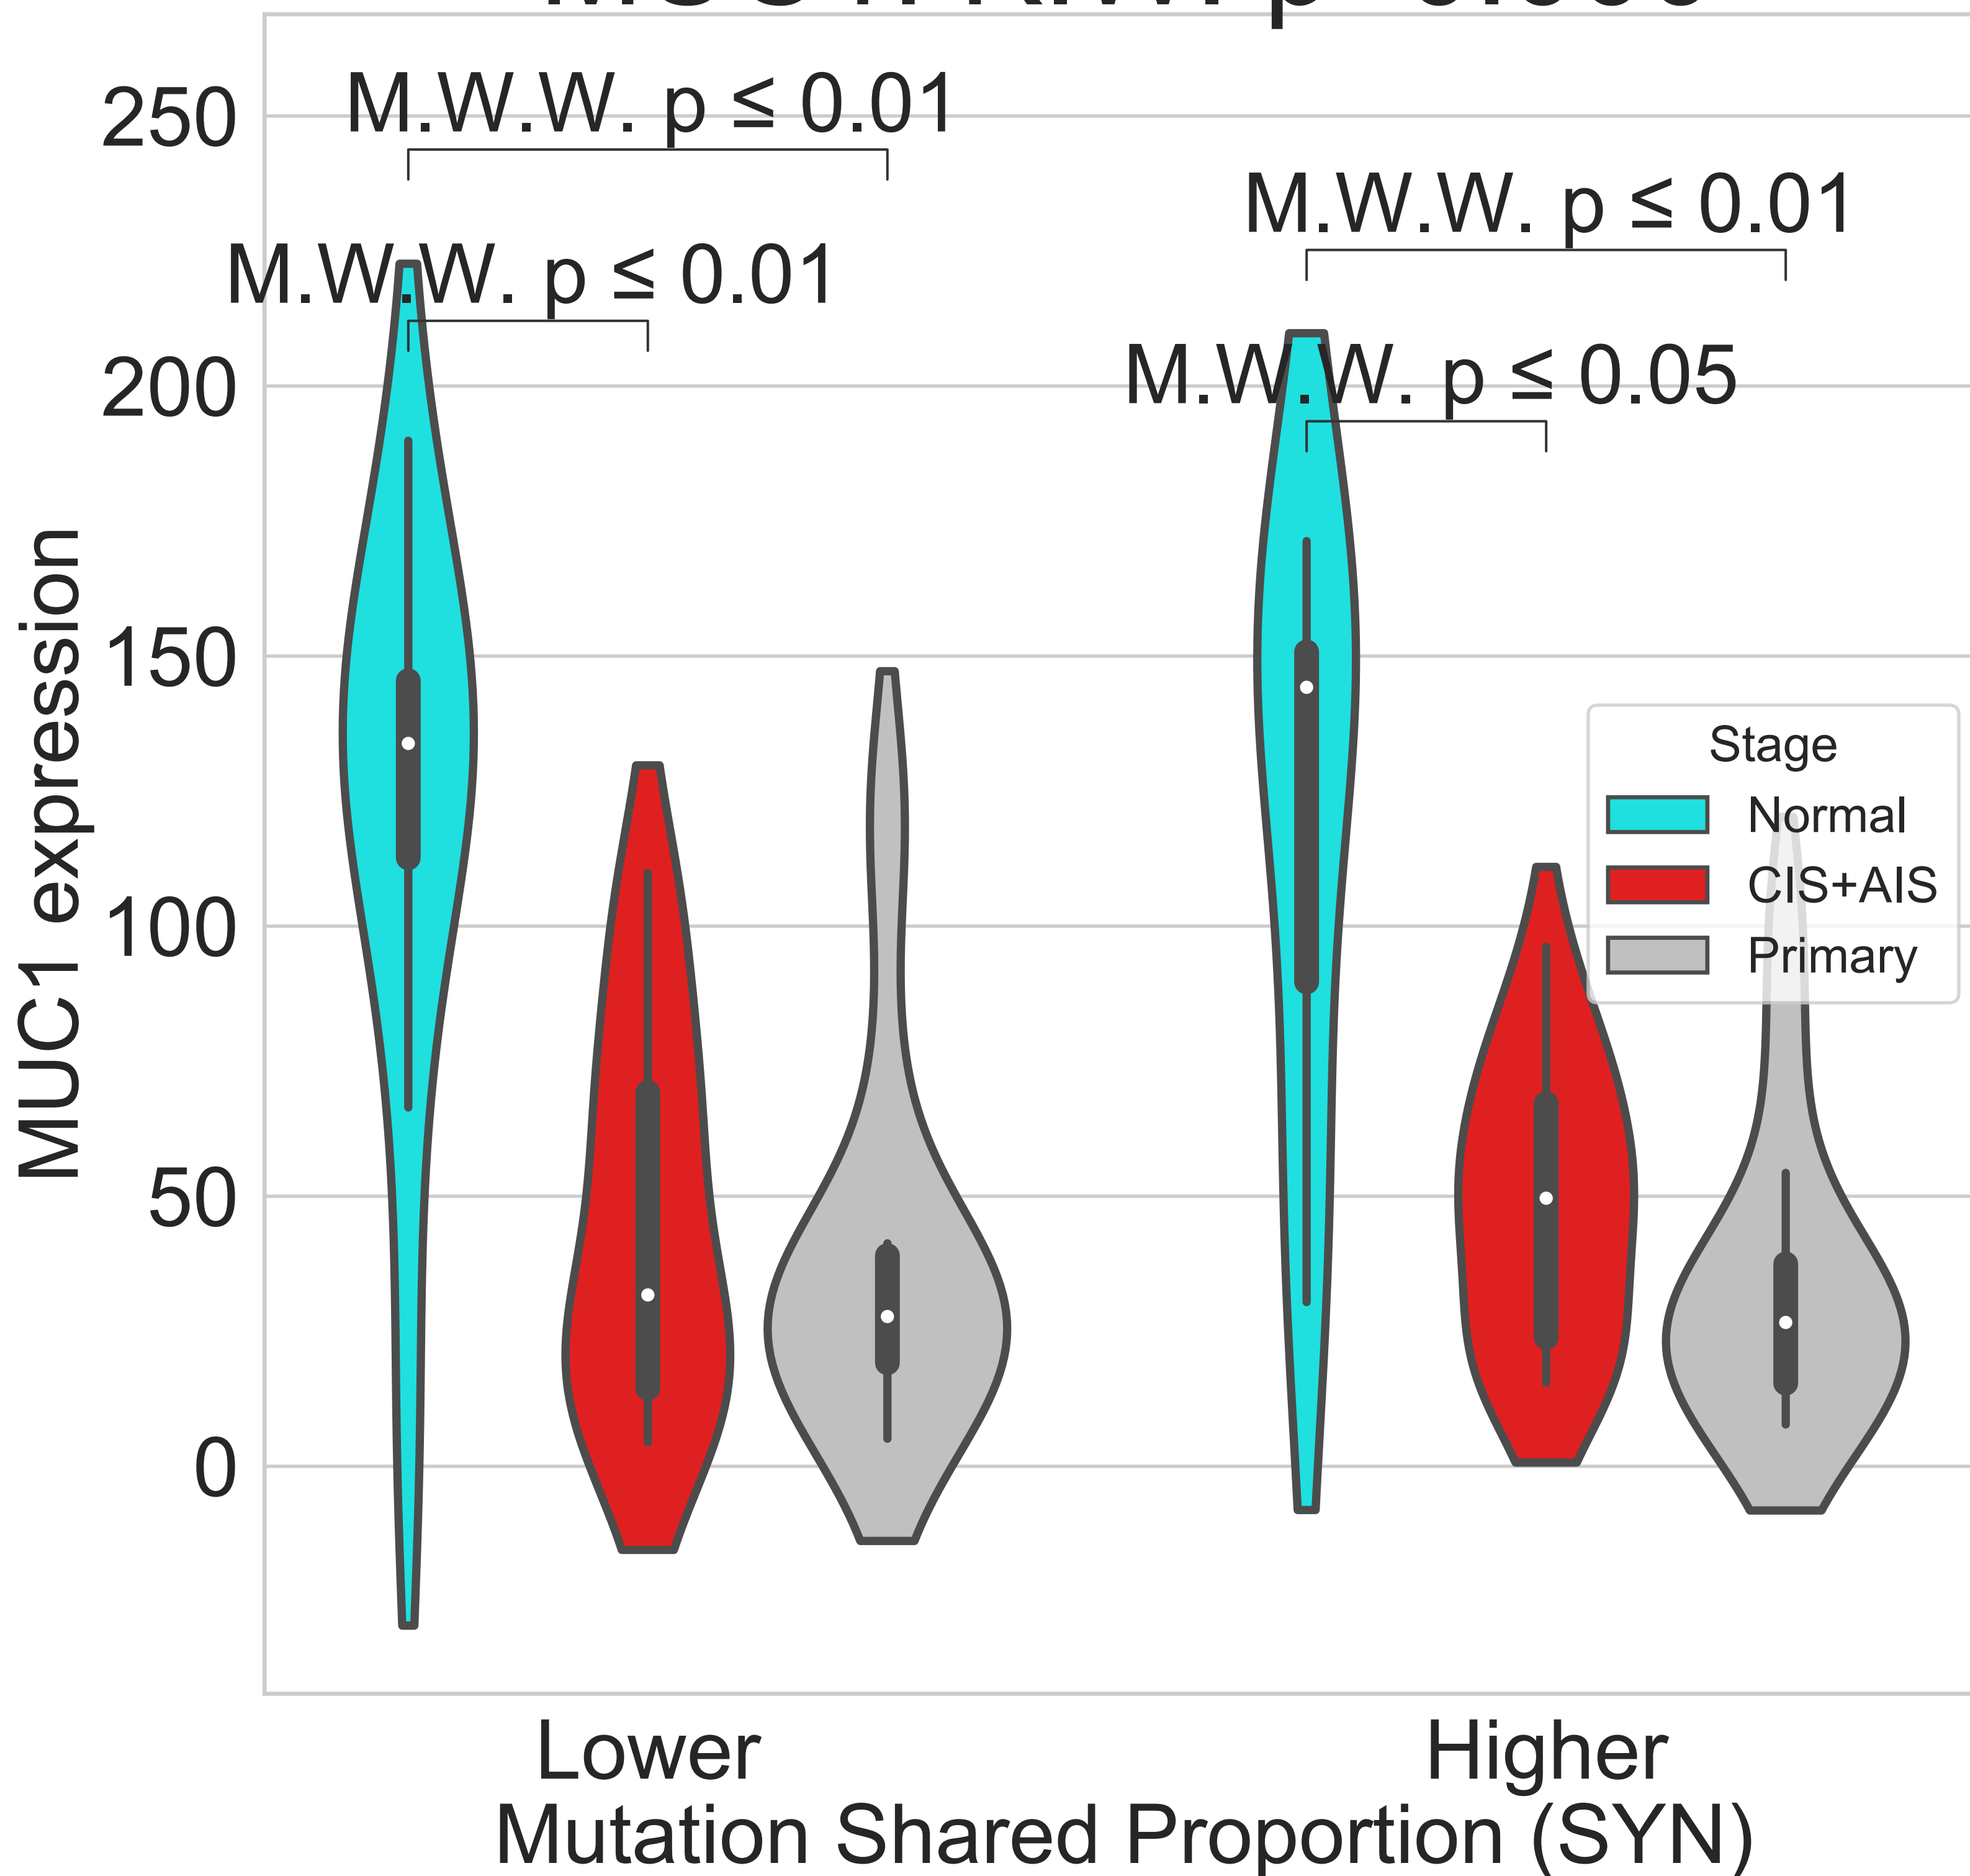 250
M.W.W. p ≤ 0.01
M.W.W. p ≤ 0.01
M.W.W. p ≤ 0.01
200
M.W.W. p ≤ 0.05
150
100
50
0
MUC1 expression
Stage
Normal
CIS+AIS
Primary
Lower
Higher
Mutation Shared Proportion (SYN)